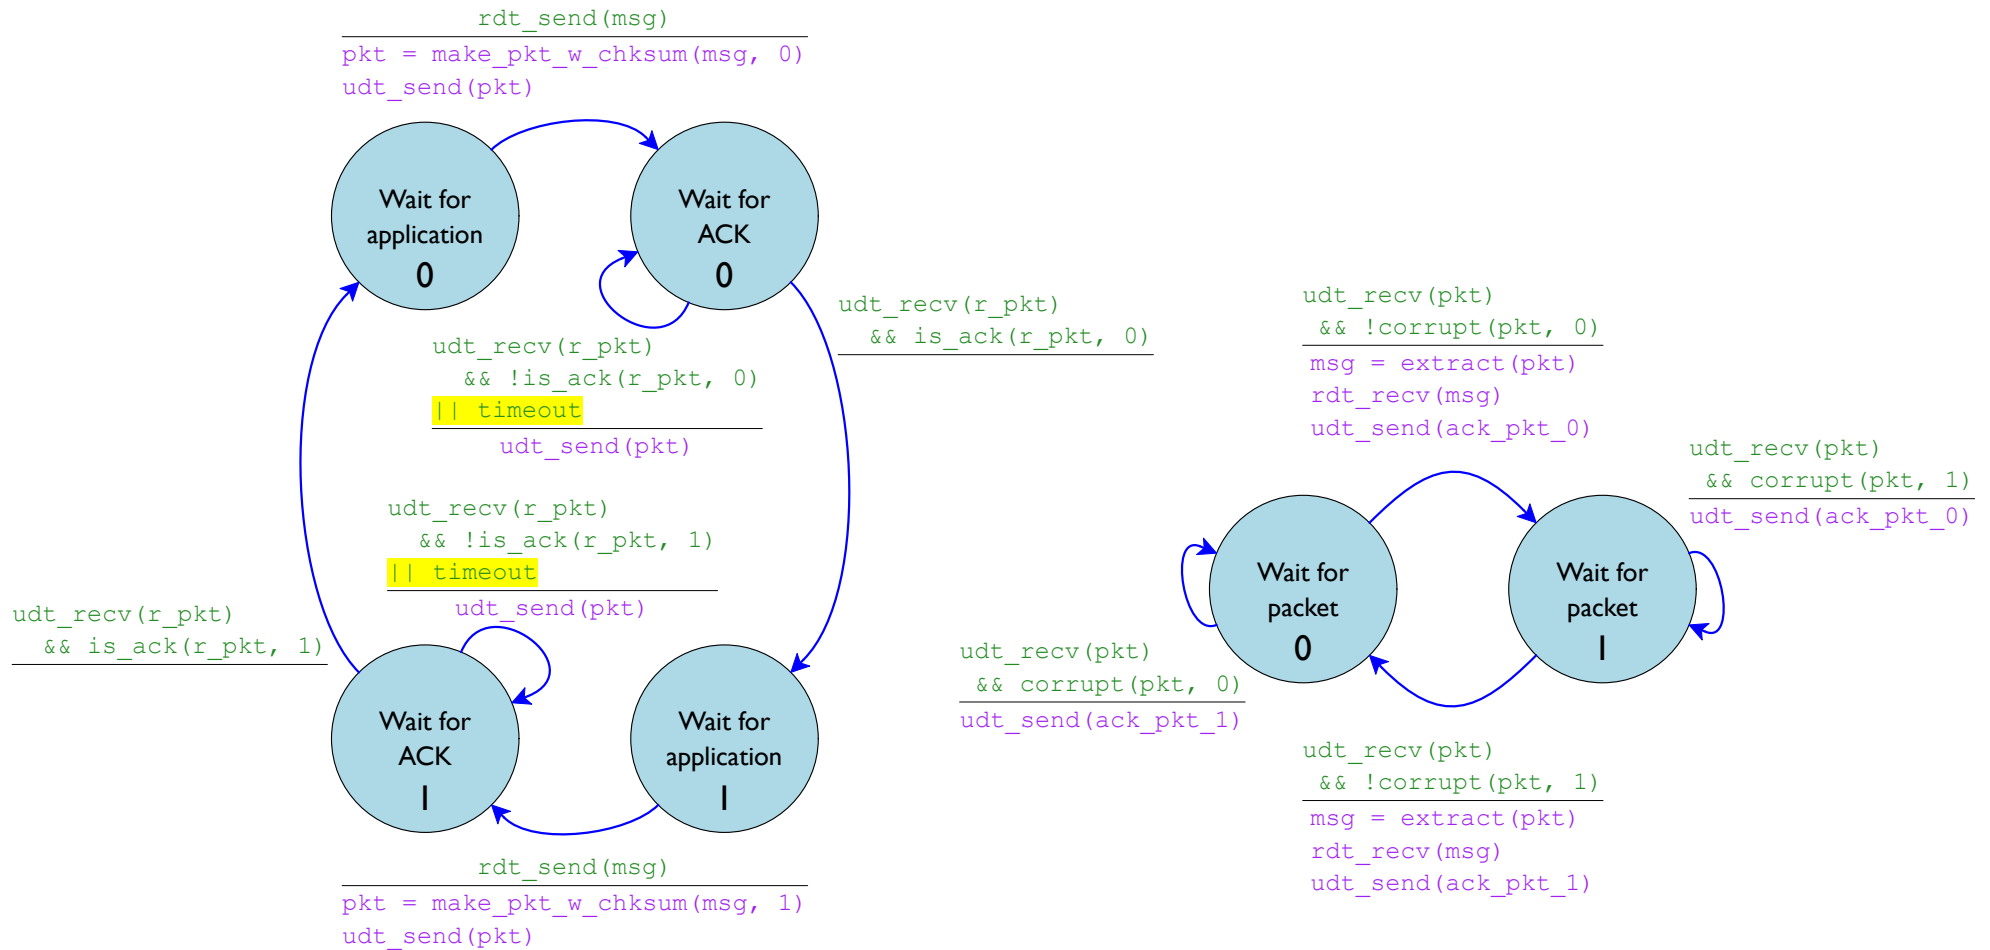 rdt_send(msg)
pkt = make_pkt_w_chksum(msg, 0)
udt_send(pkt)
Wait for
application
0
Wait for
ACK
0
udt_recv(r_pkt)
&& is_ack(r_pkt, 0)
udt_recv(r_pkt)
&& !is_ack(r_pkt, 0)
|| timeout
udt_send(pkt)
udt_recv(r_pkt)
&& !is_ack(r_pkt, 1)
|| timeout
udt_send(pkt)
udt_recv(r_pkt)
&& is_ack(r_pkt, 1)
Wait for
ACK
1
Wait for
application
1
rdt_send(msg)
pkt = make_pkt_w_chksum(msg, 1)
udt_send(pkt)
udt_recv(pkt)
&& !corrupt(pkt, 0)
msg = extract(pkt)
rdt_recv(msg)
udt_send(ack_pkt_0)
udt_recv(pkt)
&& corrupt(pkt, 1)
udt_send(ack_pkt_0)
Wait for
packet
0
Wait for
packet
1
udt_recv(pkt)
&& corrupt(pkt, 0)
udt_send(ack_pkt_1)
udt_recv(pkt)
&& !corrupt(pkt, 1)
msg = extract(pkt)
rdt_recv(msg)
udt_send(ack_pkt_1)